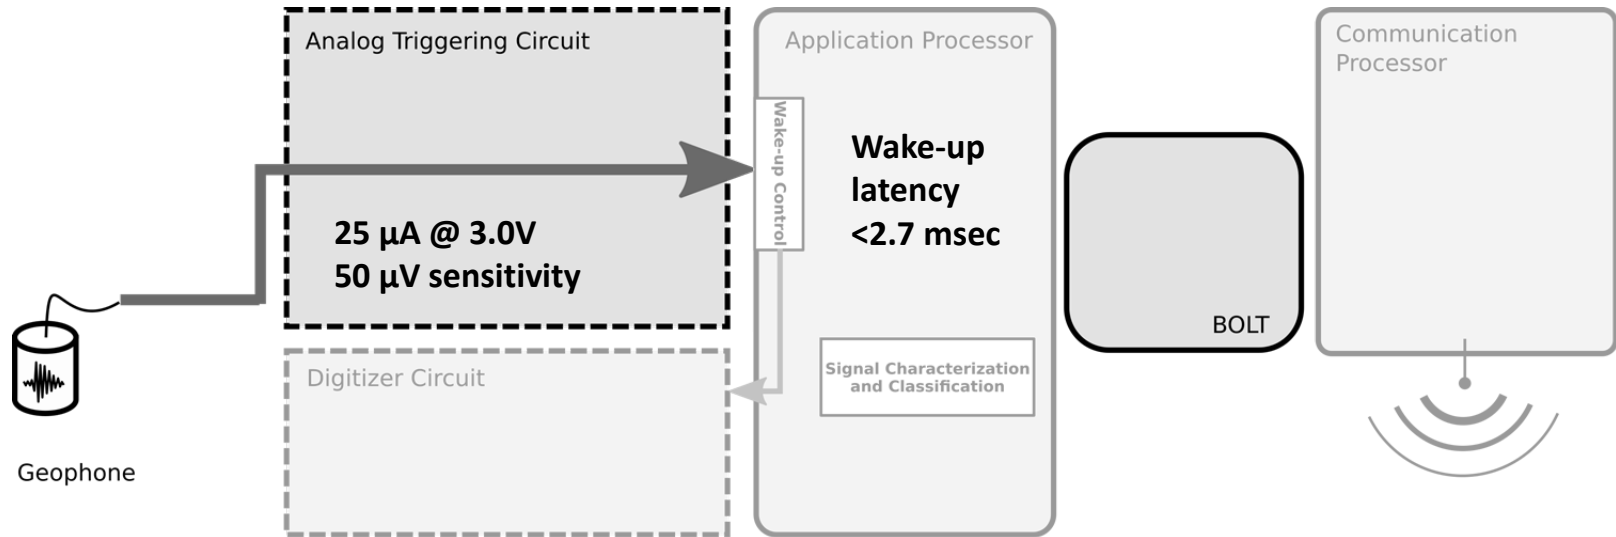 Analog Triggering Circuit
25 µA @ 3.0V
50 µV sensitivity
Geophone
Digitizer Circuit
Application Processor
Wake-up Control
Wake-up
latency
<2.7 msec
Signal Characterization
and Classification
BOLT
Communication
Processor